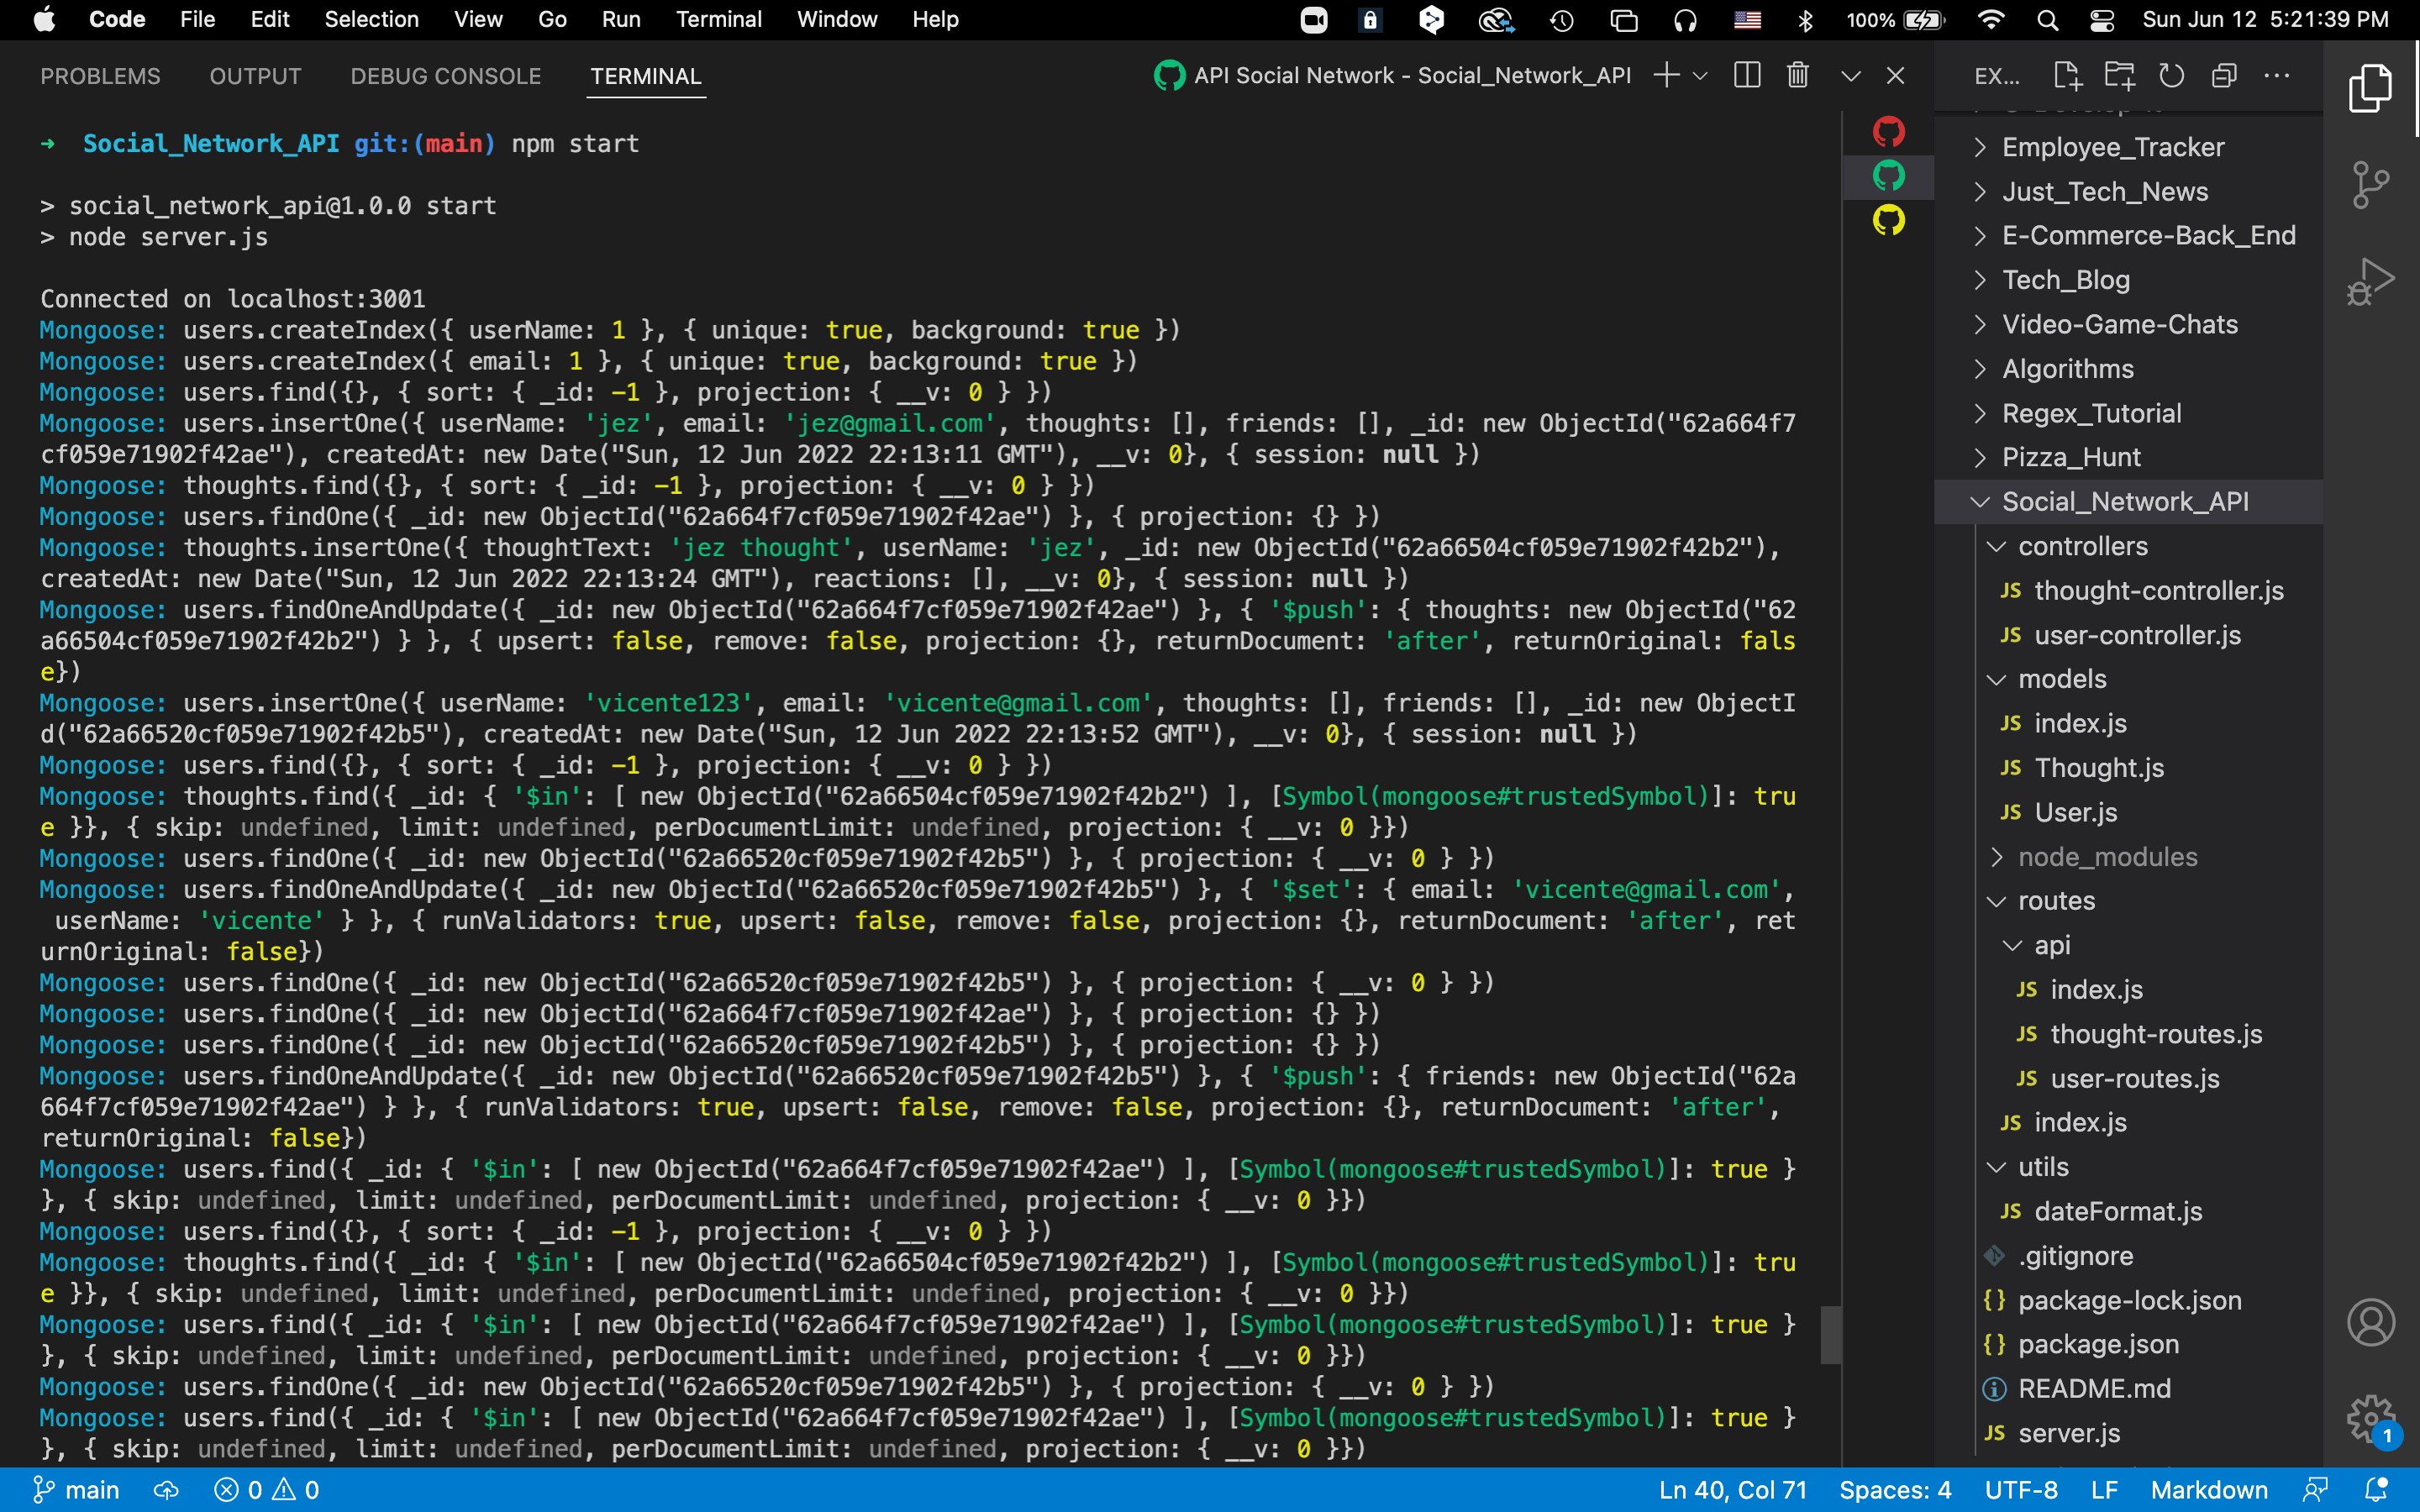 Code File Edit Selection View Go Run Terminal Window Help 100% Sun Jun 12 5:21:39 PM
PROBLEMS OUTPUT DEBUG CONSOLE TERMINAL API Social Network - Social_Network_API
→ Social_Network_API git:(main) npm start
> social_network_api@1.0.0 start
> node server.js
Connected on localhost:3001
Mongoose: users.createIndex({ userName: 1 }, { unique: true, background: true })
Mongoose: users.createIndex({ email: 1 }, { unique: true, background: true })
Mongoose: users.find({}, { sort: { _id: -1 }, projection: { __v: 0 } })
Mongoose: users.insertOne({ userName: 'jez', email: 'jez@gmail.com', thoughts: [], friends: [], _id: new ObjectId("62a664f7
cf059e71902f42ae"), createdAt: new Date("Sun, 12 Jun 2022 22:13:11 GMT"), __v: 0}, { session: null })
Mongoose: thoughts.find({}, { sort: { _id: -1 }, projection: { __v: 0 } })
Mongoose: users.findOne({ _id: new ObjectId("62a664f7cf059e71902f42ae") }, { projection: {} })
Mongoose: thoughts.insertOne({ thoughtText: 'jez thought', userName: 'jez', _id: new ObjectId("62a66504cf059e71902f42b2"),
createdAt: new Date("Sun, 12 Jun 2022 22:13:24 GMT"), reactions: [], __v: 0}, { session: null })
Mongoose: users.findOneAndUpdate({ _id: new ObjectId("62a664f7cf059e71902f42ae") }, { '$push': { thoughts: new ObjectId("62
a66504cf059e71902f42b2") } }, { upsert: false, remove: false, projection: {}, returnDocument: 'after', returnOriginal: fals
e})
Mongoose: users.insertOne({ userName: 'vicente123', email: 'vicente@gmail.com', thoughts: [], friends: [], _id: new ObjectI
d("62a66520cf059e71902f42b5"), createdAt: new Date("Sun, 12 Jun 2022 22:13:52 GMT"), __v: 0}, { session: null })
Mongoose: users.find({}, { sort: { _id: -1 }, projection: { __v: 0 } })
Mongoose: thoughts.find({ _id: { '$in': [ new ObjectId("62a66504cf059e71902f42b2") ], [Symbol(mongoose#trustedSymbol)]: tru
e }}, { skip: undefined, limit: undefined, perDocumentLimit: undefined, projection: { __v: 0 }})
Mongoose: users.findOne({ _id: new ObjectId("62a66520cf059e71902f42b5") }, { projection: { __v: 0 } })
Mongoose: users.findOneAndUpdate({ _id: new ObjectId("62a66520cf059e71902f42b5") }, { '$set': { email: 'vicente@gmail.com',
userName: 'vicente' } }, { runValidators: true, upsert: false, remove: false, projection: {}, returnDocument: 'after', ret
urnOriginal: false})
Mongoose: users.findOne({ _id: new ObjectId("62a66520cf059e71902f42b5") }, { projection: { __v: 0 } })
Mongoose: users.findOne({ _id: new ObjectId("62a664f7cf059e71902f42ae") }, { projection: {} })
Mongoose: users.findOne({ _id: new ObjectId("62a66520cf059e71902f42b5") }, { projection: {} })
Mongoose: users.findOneAndUpdate({ _id: new ObjectId("62a66520cf059e71902f42b5") }, { '$push': { friends: new ObjectId("62a
664f7cf059e71902f42ae") } }, { runValidators: true, upsert: false, remove: false, projection: {}, returnDocument: 'after',
returnOriginal: false})
Mongoose: users.find({ _id: { '$in': [ new ObjectId("62a664f7cf059e71902f42ae") ], [Symbol(mongoose#trustedSymbol)]: true }
}, { skip: undefined, limit: undefined, perDocumentLimit: undefined, projection: { __v: 0 }})
Mongoose: users.find({}, { sort: { _id: -1 }, projection: { __v: 0 } })
Mongoose: thoughts.find({ _id: { '$in': [ new ObjectId("62a66504cf059e71902f42b2") ], [Symbol(mongoose#trustedSymbol)]: tru
e }}, { skip: undefined, limit: undefined, perDocumentLimit: undefined, projection: { __v: 0 }})
Mongoose: users.find({ _id: { '$in': [ new ObjectId("62a664f7cf059e71902f42ae") ], [Symbol(mongoose#trustedSymbol)]: true }
}, { skip: undefined, limit: undefined, perDocumentLimit: undefined, projection: { __v: 0 }})
Mongoose: users.findOne({ _id: new ObjectId("62a66520cf059e71902f42b5") }, { projection: { __v: 0 } })
Mongoose: users.find({ _id: { '$in': [ new ObjectId("62a664f7cf059e71902f42ae") ], [Symbol(mongoose#trustedSymbol)]: true }
}, { skip: undefined, limit: undefined, perDocumentLimit: undefined, projection: { __v: 0 }})
EX...
Employee_Tracker
Just_Tech_News
E-Commerce-Back_End
Tech_Blog
Video-Game-Chats
Algorithms
Regex_Tutorial
Pizza_Hunt
Social_Network_API
controllers
JS thought-controller.js
JS user-controller.js
models
JS index.js
JS Thought.js
JS User.js
node_modules
routes
api
JS index.js
JS thought-routes.js
JS user-routes.js
JS index.js
utils
JS dateFormat.js
.gitignore
{} package-lock.json
{} package.json
README.md
JS server.js
1
main 0 0 Ln 40, Col 71 Spaces: 4 UTF-8 LF Markdown